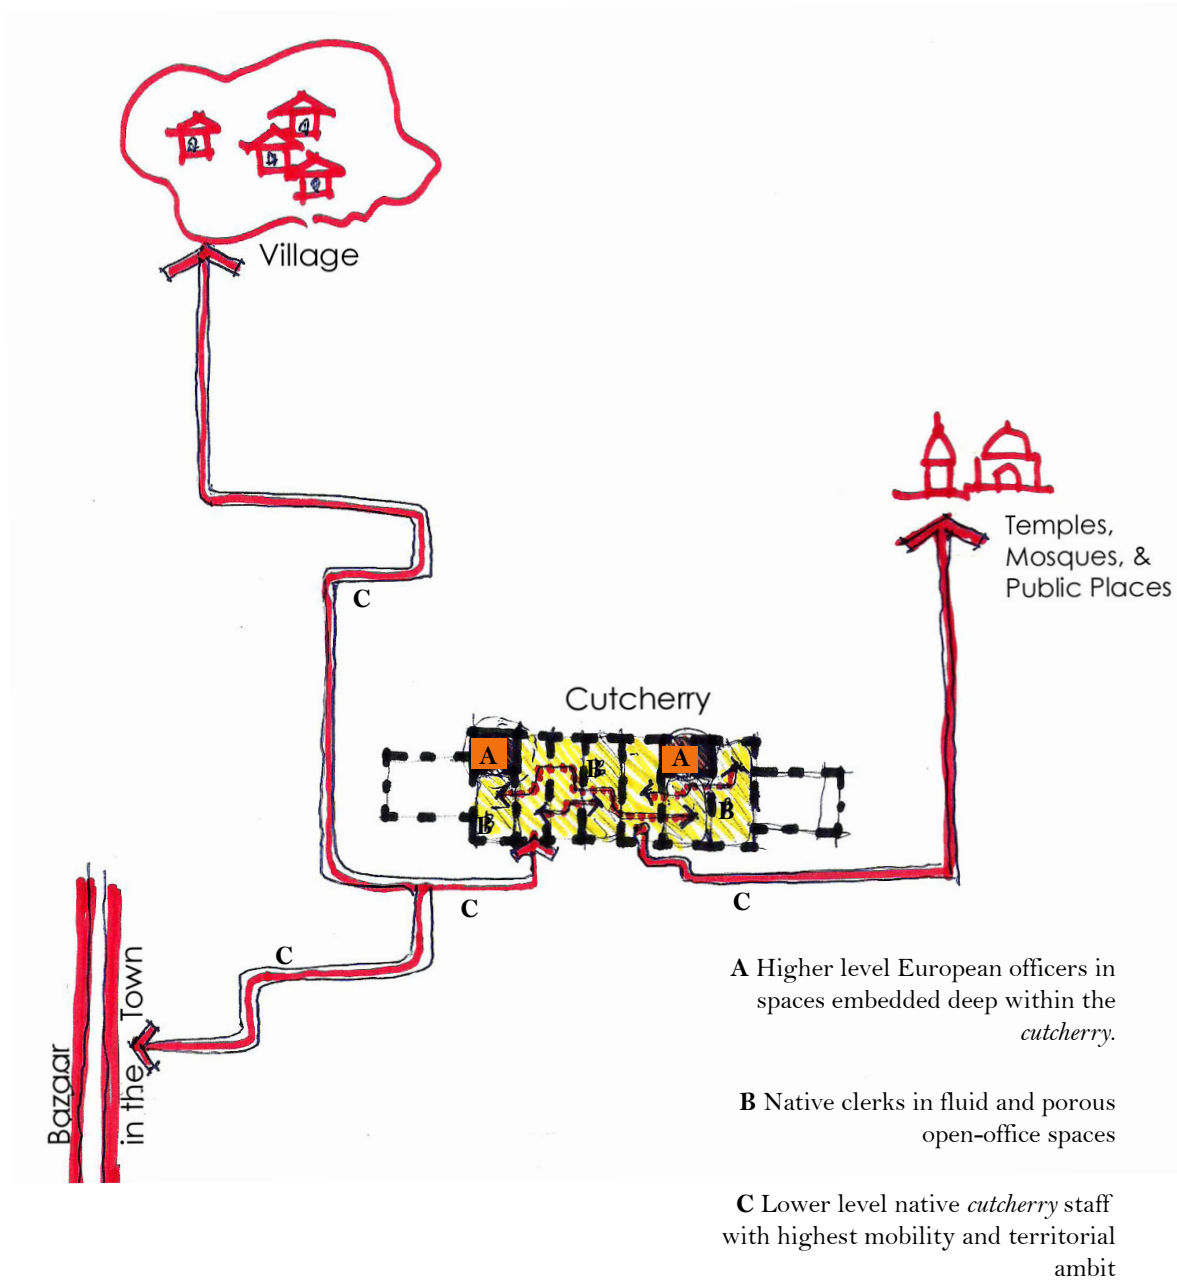 Village
Temples,
Mosques, &
Public Places
C
Cutcherry
A
A
B
B
B
C
C
C
Bazaar
in the Town
A Higher level European officers in
spaces embedded deep within the
cutcherry.
B Native clerks in fluid and porous
open-office spaces
C Lower level native cutcherry staff
with highest mobility and territorial
ambit